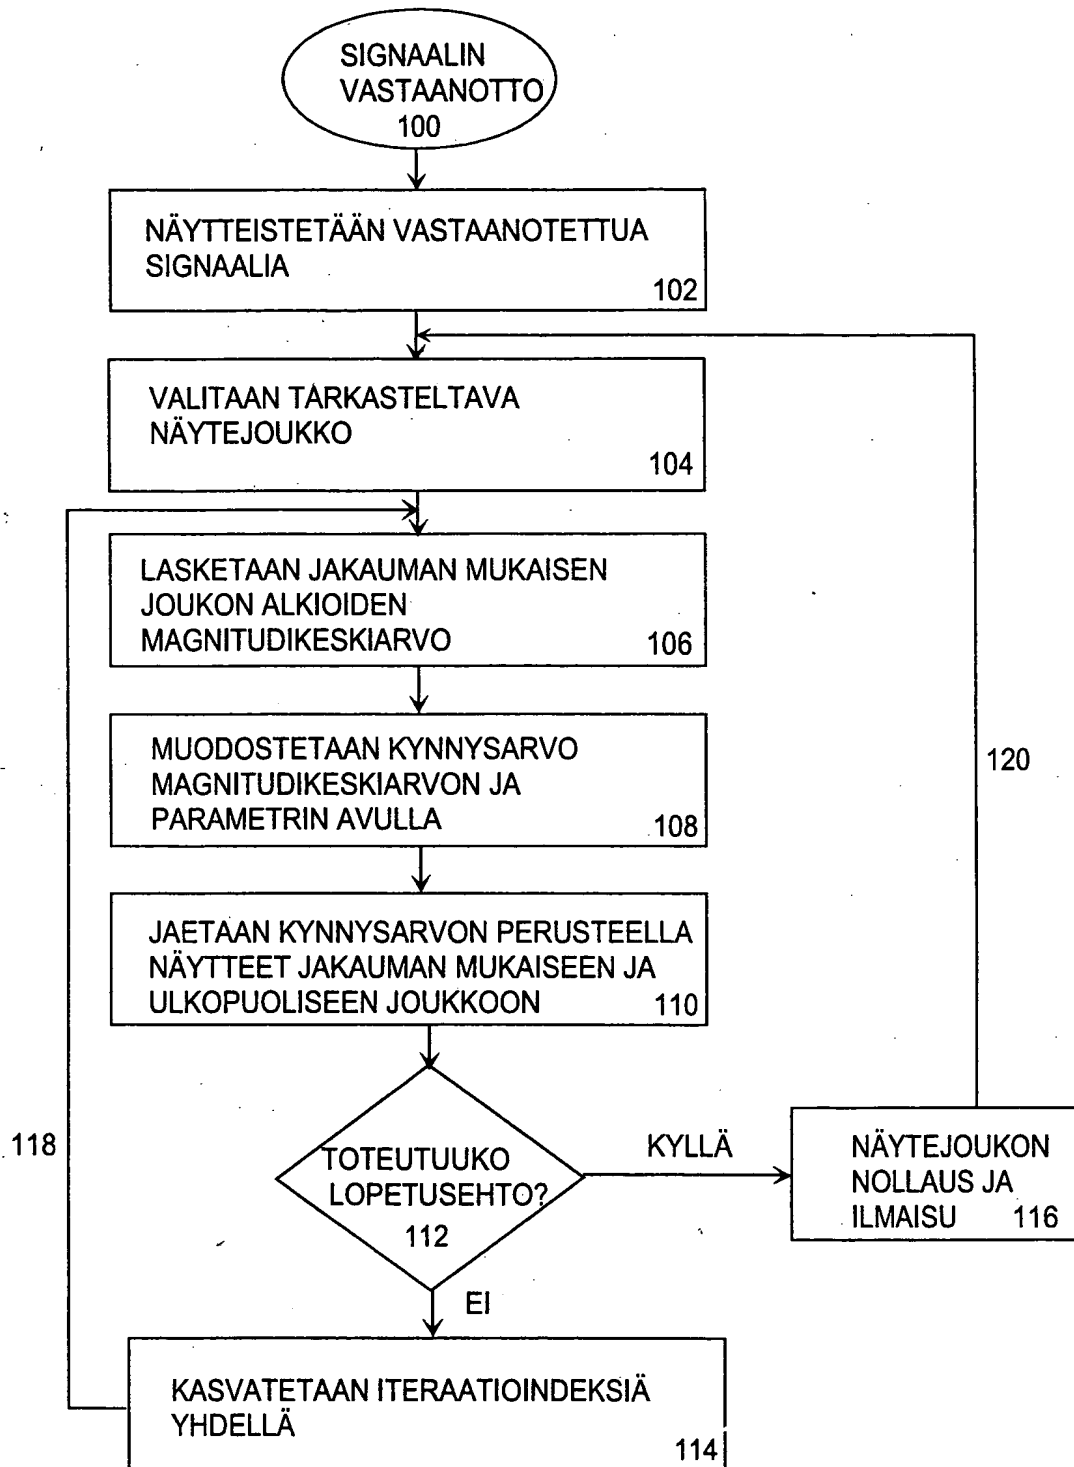 SIGNAALIN
VASTAANOTTO
100
NÄYTTEISTETÄÄN VASTAANOTETTUA
SIGNAALIA
102
VALITAAN TARKASTELTAVA
NÄYTEJOUKKO
104
LASKETAAN JAKAUMAN MUKAISEN
JOUKON ALKIOIDEN
MAGNITUDIKESKIARVO
106
MUODOSTETAAN KYNNYSARVO
MAGNITUDIKESKIARVON JA
PARAMETRIN AVULLA
108
120
JAETAAN KYNNYSARVON PERUSTEELLA
NÄYTTEET JAKAUMAN MUKAISEEN JA
ULKOPUOLISEEN JOUKKOON
110
118
TOTEUTUUKO
LOPETUSEHTO?
112
KYLLÄ
NÄYTEJOUKON
NOLLAUS JA
ILMAISU 116
EI
KASVATETAAN ITERAATIOINDEKSIÄ
YHDELLÄ
114